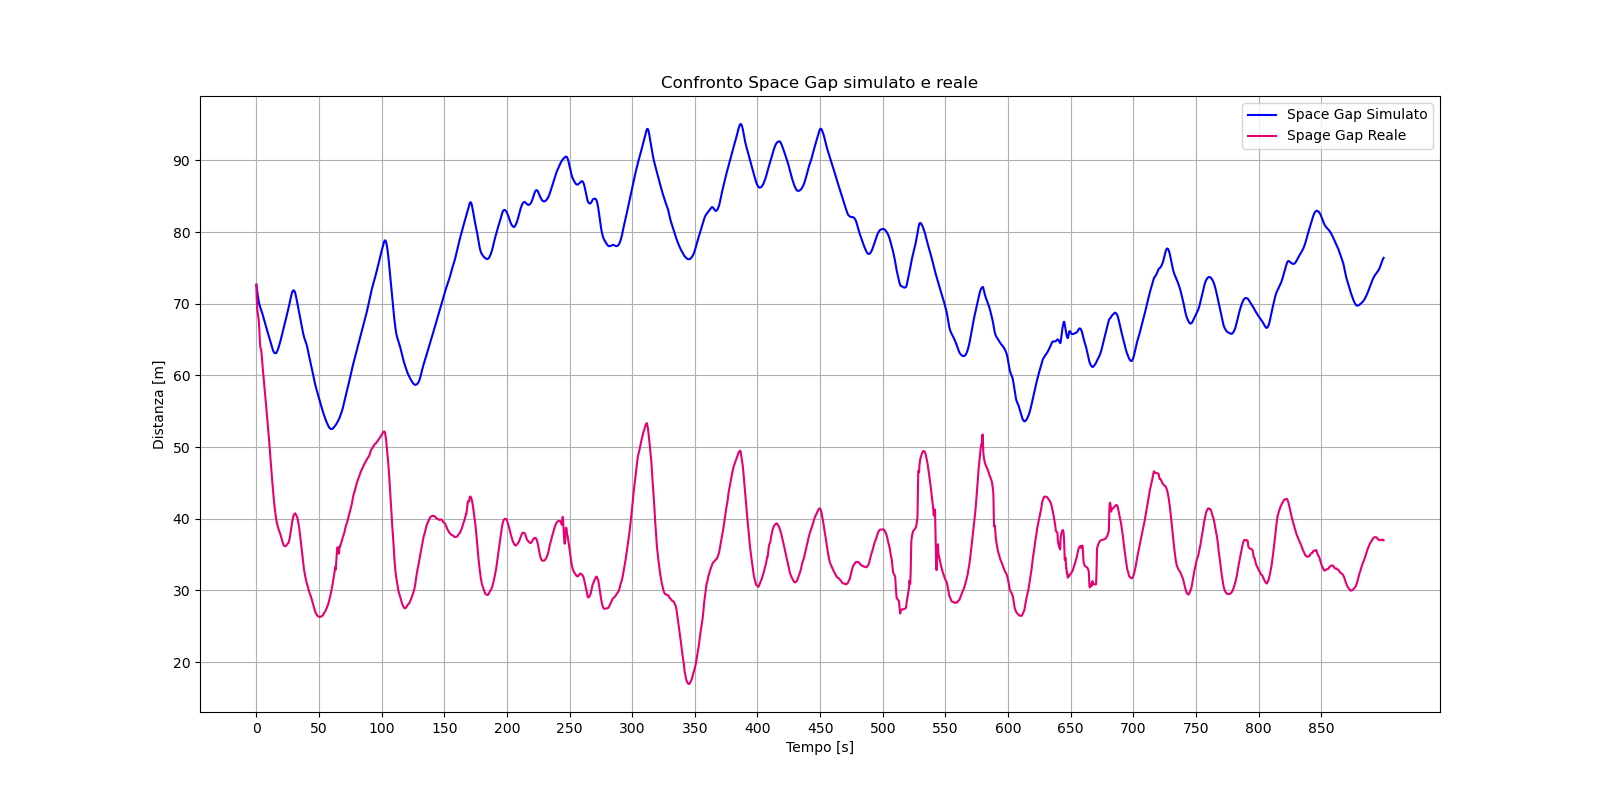 Confronto Space Gap simulato e reale
Space Gap Simulato
Spage Gap Reale
Distanza [m]
90
80
70
60
50
40
30
20
0 50 100 150 200 250 300 350 400 450 500 550 600 650 700 750 800 850
Tempo [s]